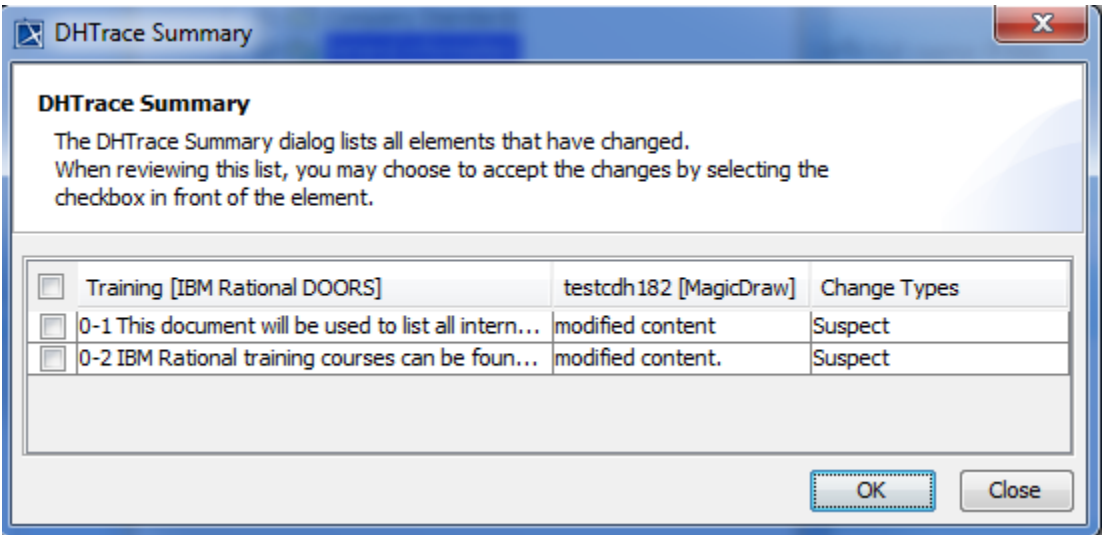 DHTrace Summary
DHTrace Summary
The DHTrace Summary dialog lists all elements that have changed.
When reviewing this list, you may choose to accept the changes by selecting the
checkbox in front of the element.
Training [IBM Rational DOORS] testcdh182 [MagicDraw] Change Types
0-1 This document will be used to list all intern... modified content Suspect
0-2 IBM Rational training courses can be foun... modified content. Suspect
OK Close